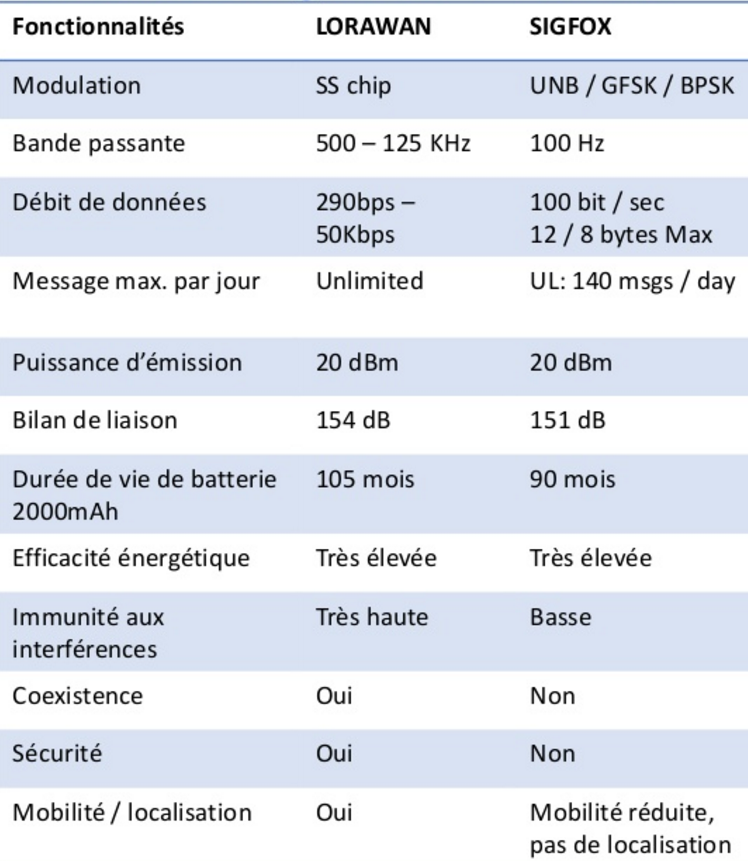 Fonctionnalités LORAWAN SIGFOX
Modulation SS chip UNB / GFSK / BPSK
Bande passante 500 – 125 KHz 100 Hz
Débit de données 290bps – 100 bit / sec
50Kbps 12 / 8 bytes Max
Message max. par jour Unlimited UL: 140 msgs / day
Puissance d’émission 20 dBm 20 dBm
Bilan de liaison 154 dB 151 dB
Durée de vie de batterie 105 mois 90 mois
2000mAh
Efficacité énergétique Très élevée Très élevée
Immunité aux Très haute Basse
interférences
Coexistence Oui Non
Sécurité Oui Non
Mobilité / localisation Oui Mobilité réduite,
pas de localisation